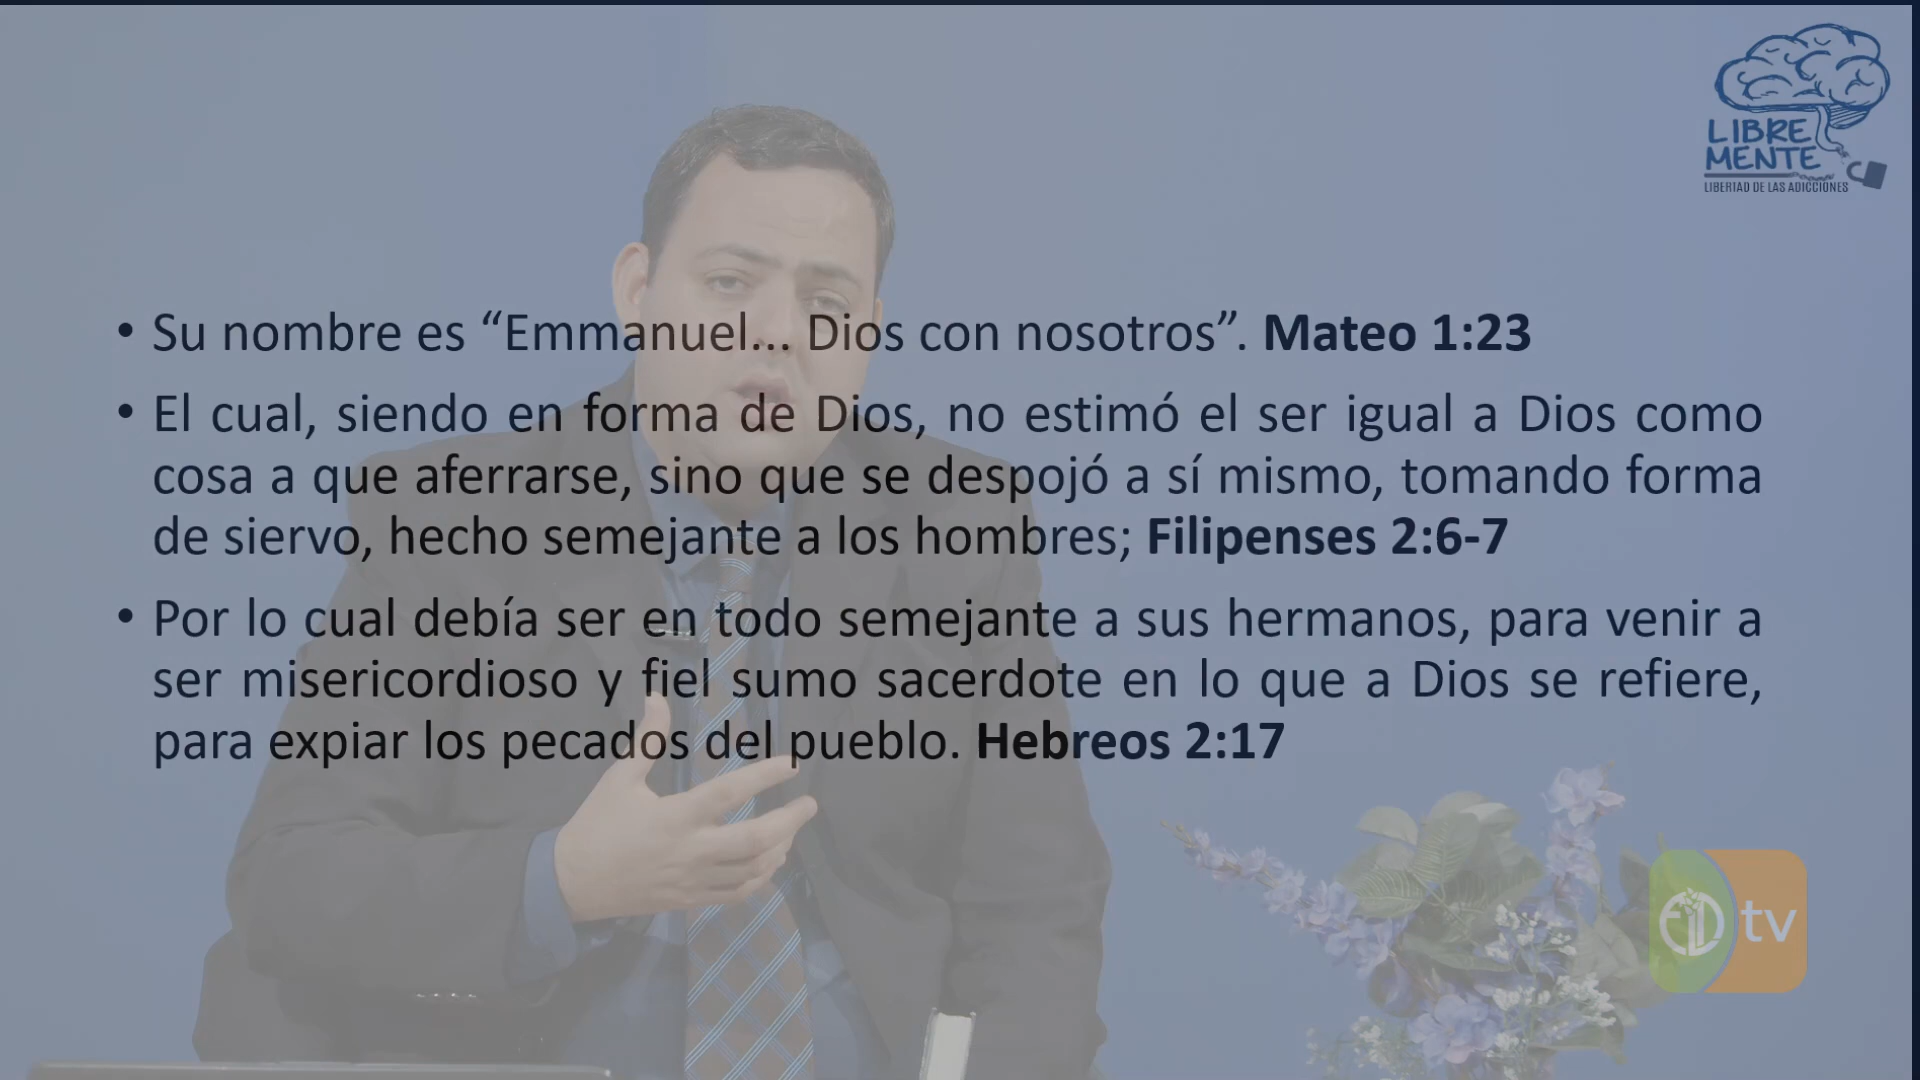 LIBRE
MENTE
LIBERTAD DE LAS ADICCIONES
• Su nombre es “Emmanuel... Dios con nosotros”. Mateo 1:23
• El cual, siendo en forma de Dios, no estimó el ser igual a Dios como
cosa a que aferrarse, sino que se despojó a sí mismo, tomando forma
de siervo, hecho semejante a los hombres; Filipenses 2:6-7
• Por lo cual debía ser en todo semejante a sus hermanos, para venir a
ser misericordioso y fiel sumo sacerdote en lo que a Dios se refiere,
para expiar los pecados del pueblo. Hebreos 2:17
tv